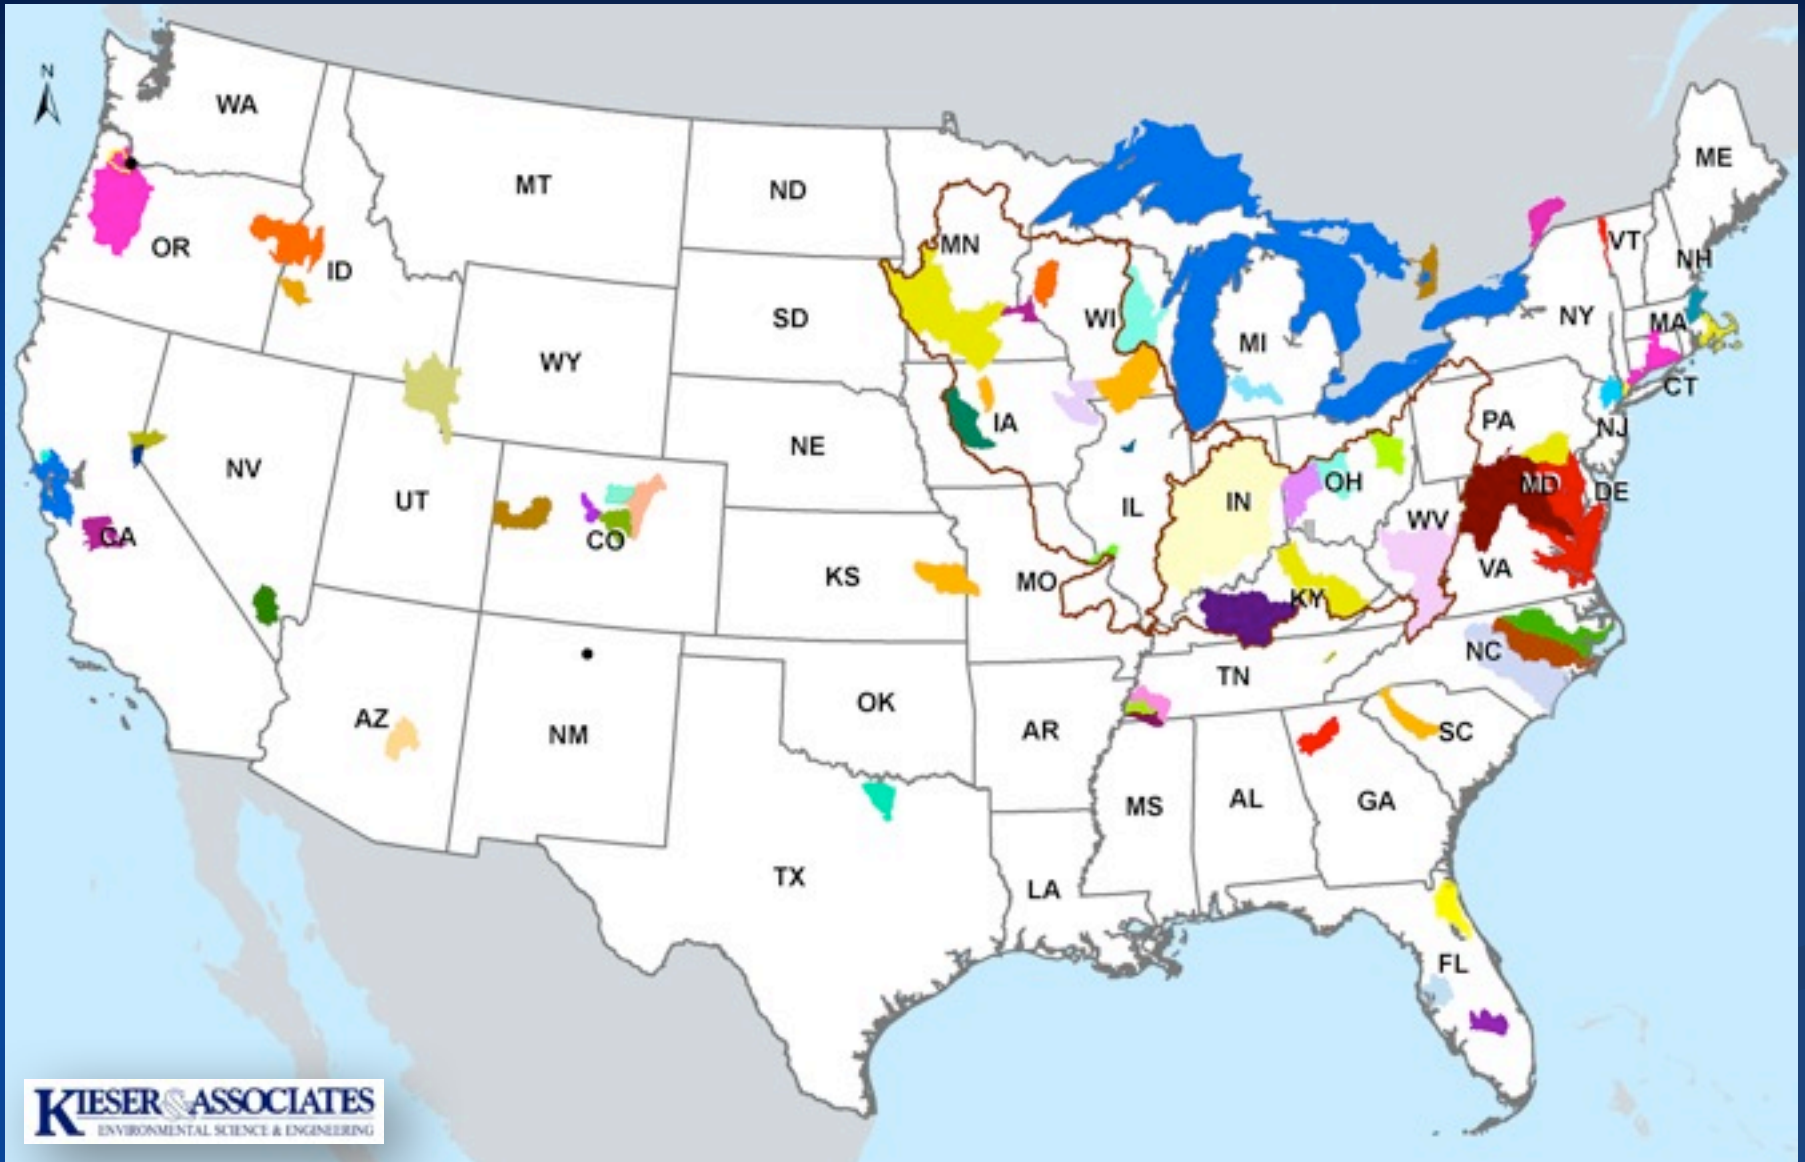 N
WA
MT
ND
MN
ME
OR
ID
SD
WI
MI
NY
VT
NH
MA
CT
WY
NE
IA
PA
NJ
NV
UT
CO
CA
KS
MO
IL
IN
OH
WV
MD
DE
VA
KY
AZ
NM
OK
AR
TN
NC
SC
TX
LA
MS
AL
GA
FL
KIESER & ASSOCIATES
ENVIRONMENTAL SCIENCE & ENGINEERING